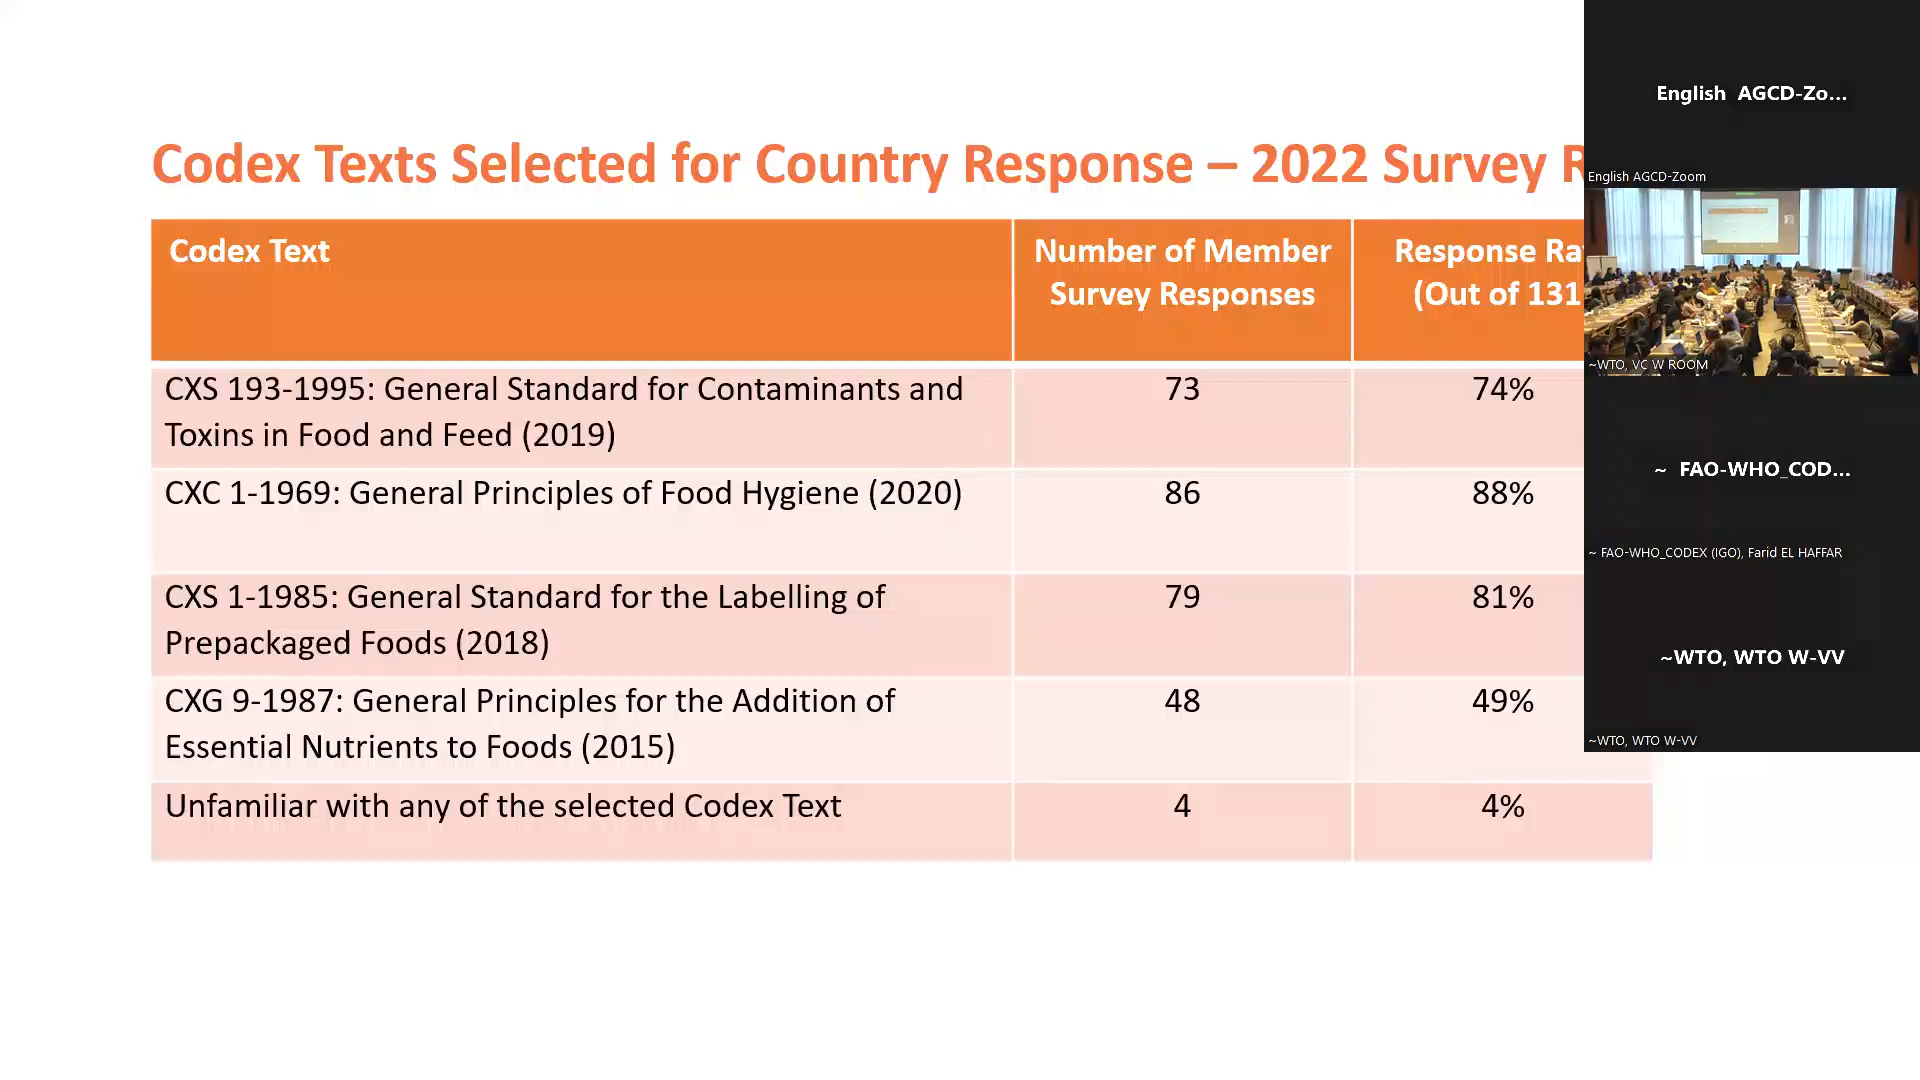 Codex Texts Selected for Country Response – 2022 Survey
Codex Text
Number of Member
Survey Responses
Response
(Out of 131
CXS 193-1995: General Standard for Contaminants and
Toxins in Food and Feed (2019)
73
74%
CXC 1-1969: General Principles of Food Hygiene (2020)
86
88%
CXS 1-1985: General Standard for the Labelling of
Prepackaged Foods (2018)
79
81%
CXG 9-1987: General Principles for the Addition of
Essential Nutrients to Foods (2015)
48
49%
Unfamiliar with any of the selected Codex Text
4
4%
English AGCD-Zo...
English AGCD-Zoom
~WTO, VC W ROOM
~ FAO-WHO_COD...
~ FAO-WHO_CODEX (IGO), Farid EL HAFFAR
~WTO, WTO W-VV
~WTO, WTO W-VV